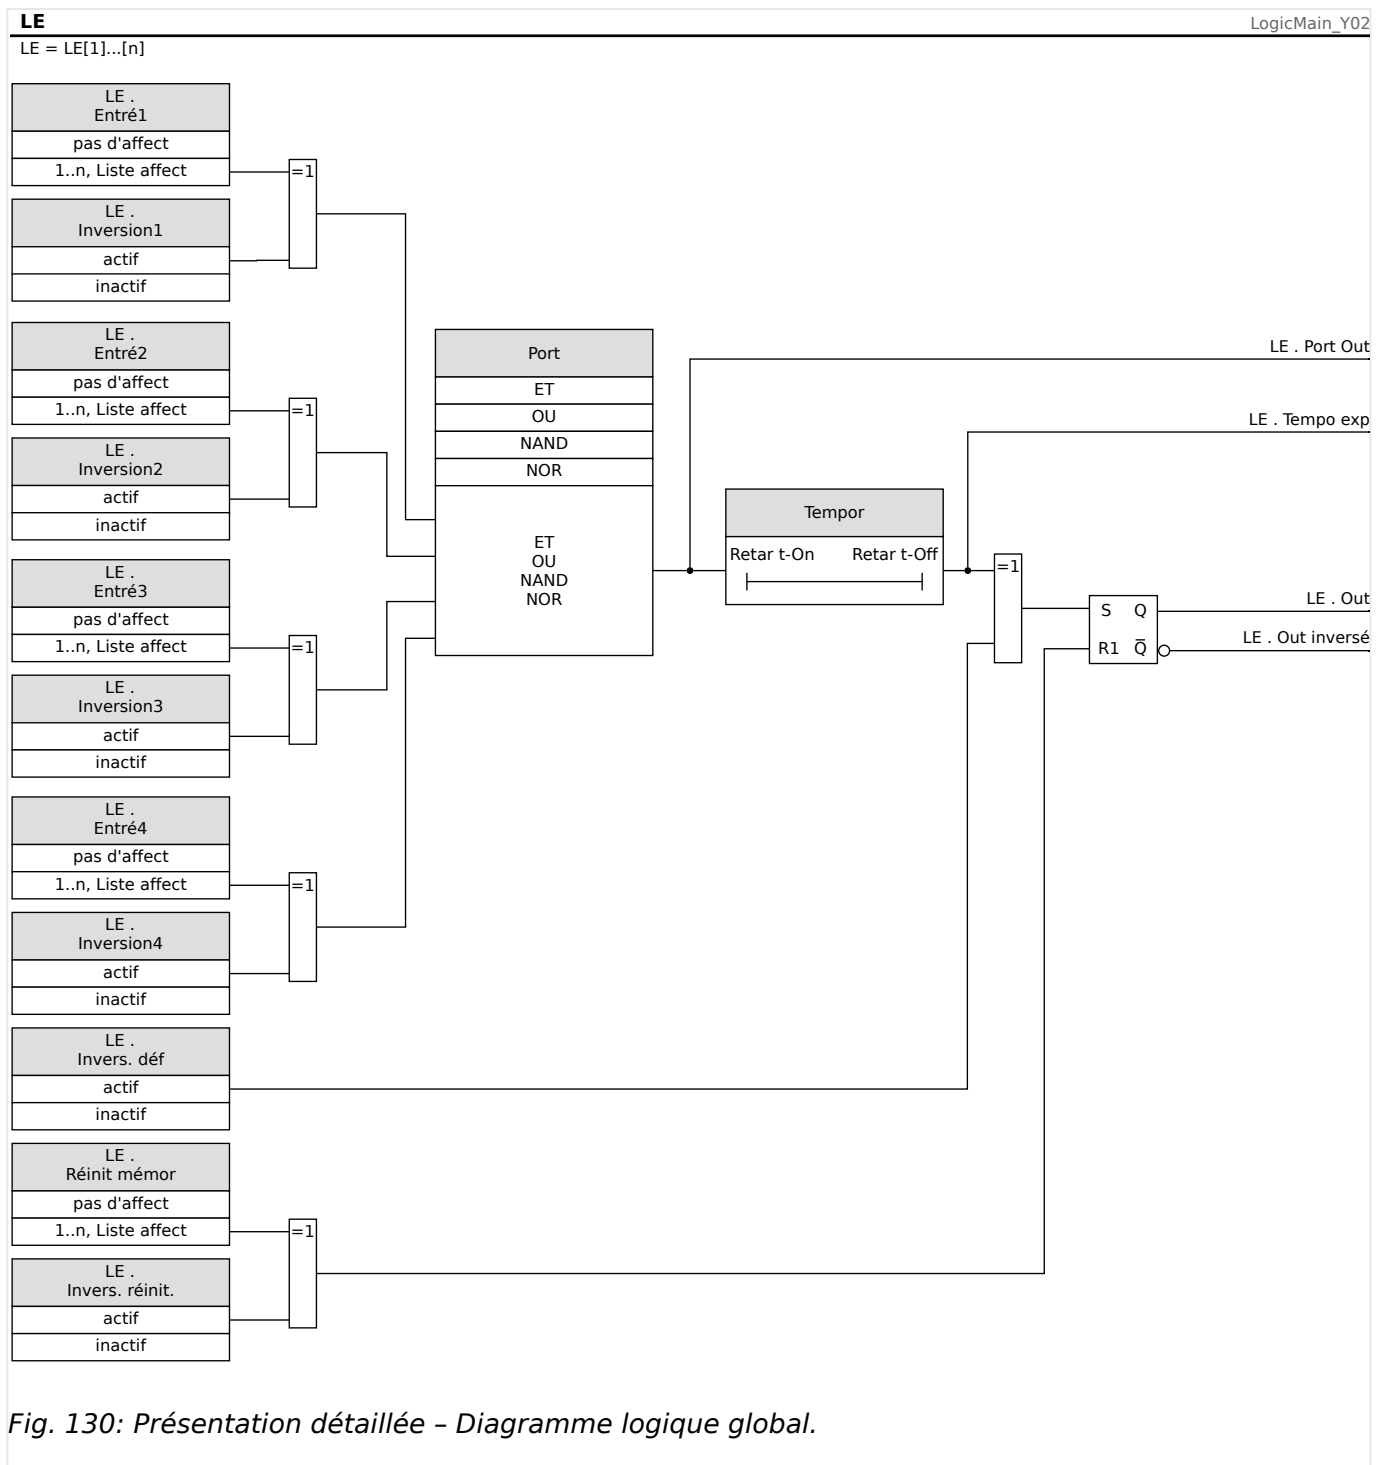 LE
LogicMain_Y02
LE = LE[1]...[n]
LE .
Entré1
pas d'affect
1..n, Liste affect
=1
LE .
Inversion1
actif
inactif
LE .
Entré2
pas d'affect
1..n, Liste affect
=1
LE .
Inversion2
actif
inactif
LE .
Entré3
pas d'affect
1..n, Liste affect
=1
LE .
Inversion3
actif
inactif
LE .
Entré4
pas d'affect
1..n, Liste affect
=1
LE .
Inversion4
actif
inactif
LE .
Invers. déf
actif
inactif
LE .
Réinit mémor
pas d'affect
1..n, Liste affect
=1
LE .
Invers. réinit.
actif
inactif
Port
ET
OU
NAND
NOR
ET
OU
NAND
NOR
Tempor
Retar t-On Retar t-Off
=1
S Q
R1 Q̅
LE . Port Out
LE . Tempo exp
LE . Out
LE . Out inversé
Fig. 130: Présentation détaillée – Diagramme logique global.